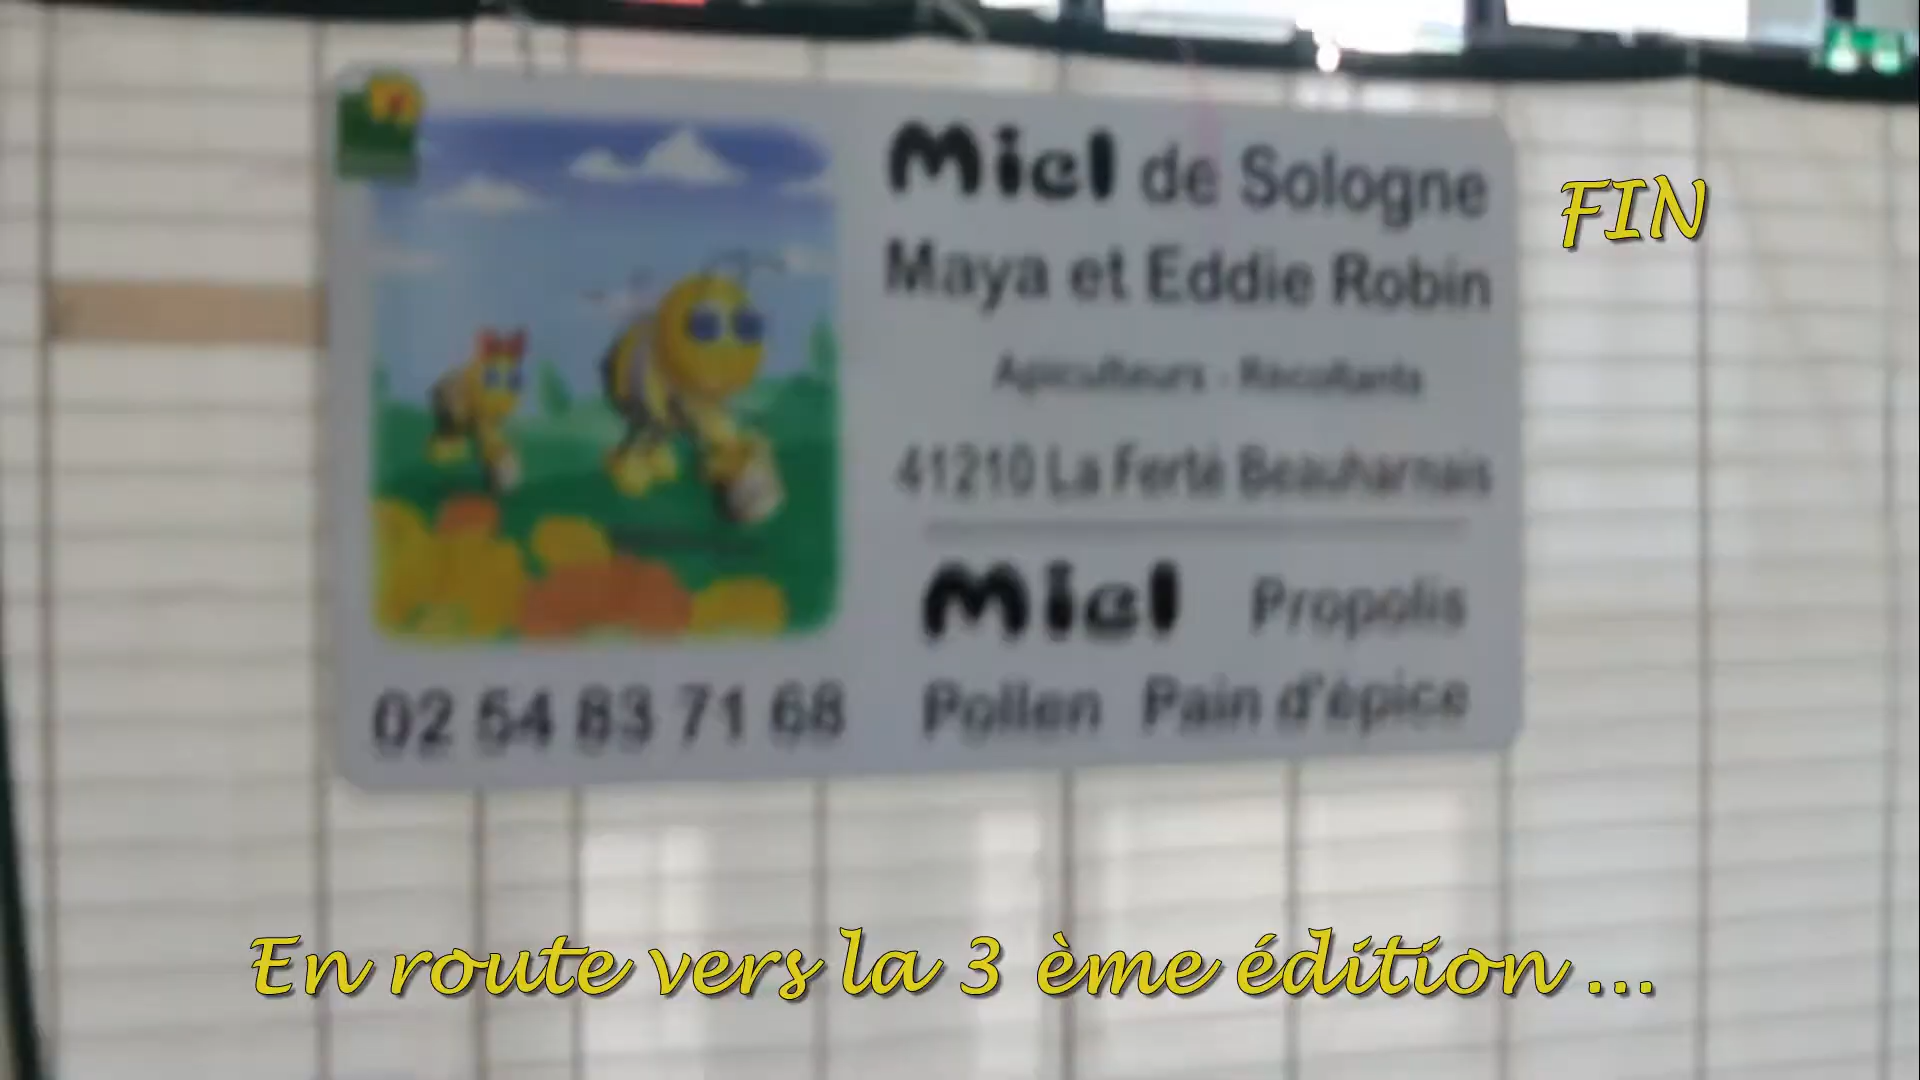 Miel de Sologne
FIN
Maya et Eddie Robin
Apiculteurs - Récoltants
41210 La Ferté Beauharnais
Miel Propolis
Pollen Pain d'épice
02 54 83 71 68
En route vers la 3 ème édition ...